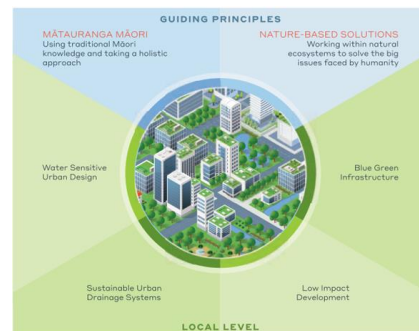 GUIDING PRINCIPLES
MĀTAURANGA MĀORI
Using traditional Māori
knowledge and taking a holistic
approach
NATURE-BASED SOLUTIONS
Working within natural
ecosystems to solve the big
issues faced by humanity
Water Sensitive
Urban Design
Blue Green
Infrastructure
Sustainable Urban
Drainage Systems
Low Impact
Development
LOCAL LEVEL